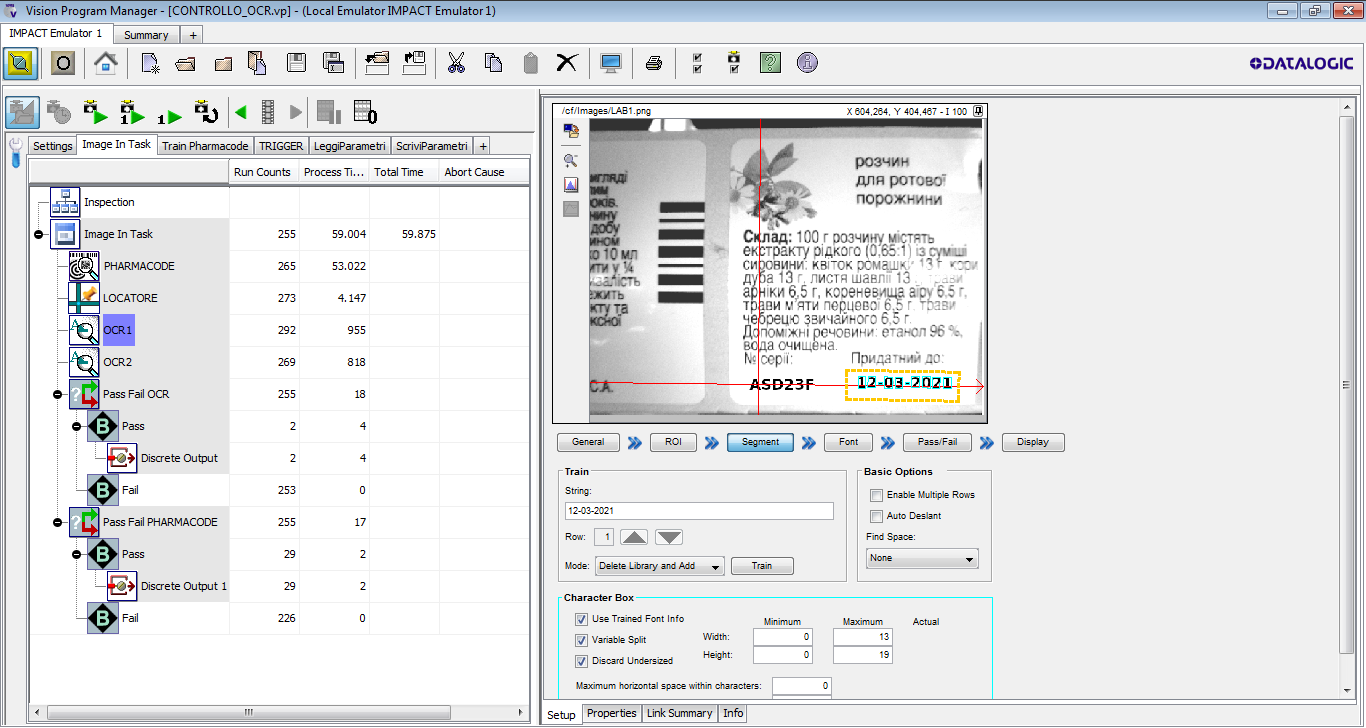 Vision Program Manager - [CONTROLLO_OCR.vp] - (Local Emulator IMPACT Emulator 1)
IMPACT Emulator 1
Summary
+
DATALOGIC
Settings
Image In Task
Train Pharmacode
TRIGGER
LeggiParametri
ScriviParametri
+
Run Counts
Process Ti...
Total Time
Abort Cause
Inspection
Image In Task 255 59.004 59.875
PHARMACODE 265 53.022
LOCATORE 273 4.147
OCR1 292 955
OCR2 269 818
Pass Fail OCR 255 18
Pass 2 4
Discrete Output 2 4
Fail 253 0
Pass Fail PHARMACODE 255 17
Pass 29 2
Discrete Output 1 29 2
Fail 226 0
/cf/Images/LAB1.png
X 604,264, Y 404,467 - I 100
розчин
для ротової
порожнини
Склад: 100 г розчину містять
екстракту рідкого (0,65:1) із суміші
сировини: квіток ромашки 13 г, кори
дуба 13 г, листя шавлії 13 трави
арніки 6,5 г, кореневища аіру 6,5 г,
трави м'яти перцевої 6,5 г, трави
чебрецю звичайного 6,5 г.
Допоміжні речовини: етанол 96 %,
вода очищена.
№ серії:
Придатний до:
ASD23F
12-03-2021
C.A.
General
ROI
Segment
Font
Pass/Fail
Display
Train
String:
12-03-2021
Row: 1
Mode: Delete Library and Add
Train
Basic Options
Enable Multiple Rows
Auto Deslant
Find Space:
None
Character Box
Use Trained Font Info
Variable Split
Discard Undersized
Minimum
Maximum
Actual
Width: 0 13
Height: 0 19
Maximum horizontal space within characters: 0
Setup
Properties
Link Summary
Info